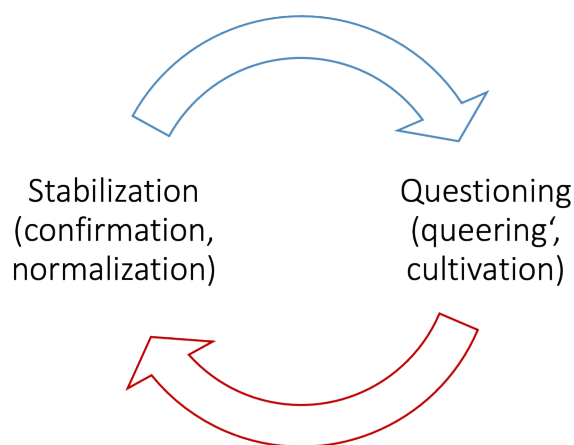 Stabilization
(confirmation,
normalization)
Questioning
(queering‘,
cultivation)